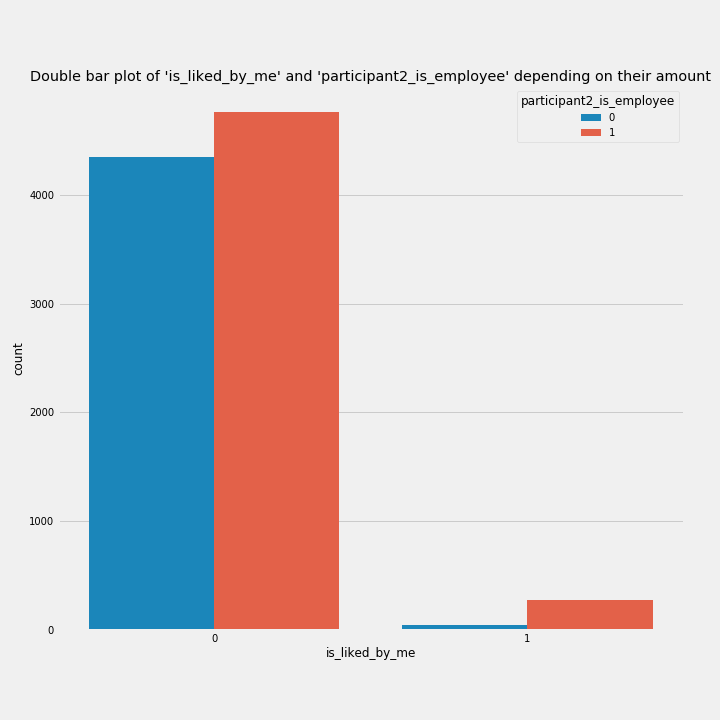 Double bar plot of 'is_liked_by_me' and 'participant2_is_employee' depending on their amount
participant2_is_employee
0
1
4000
3000
2000
1000
0
count
0
1
is_liked_by_me